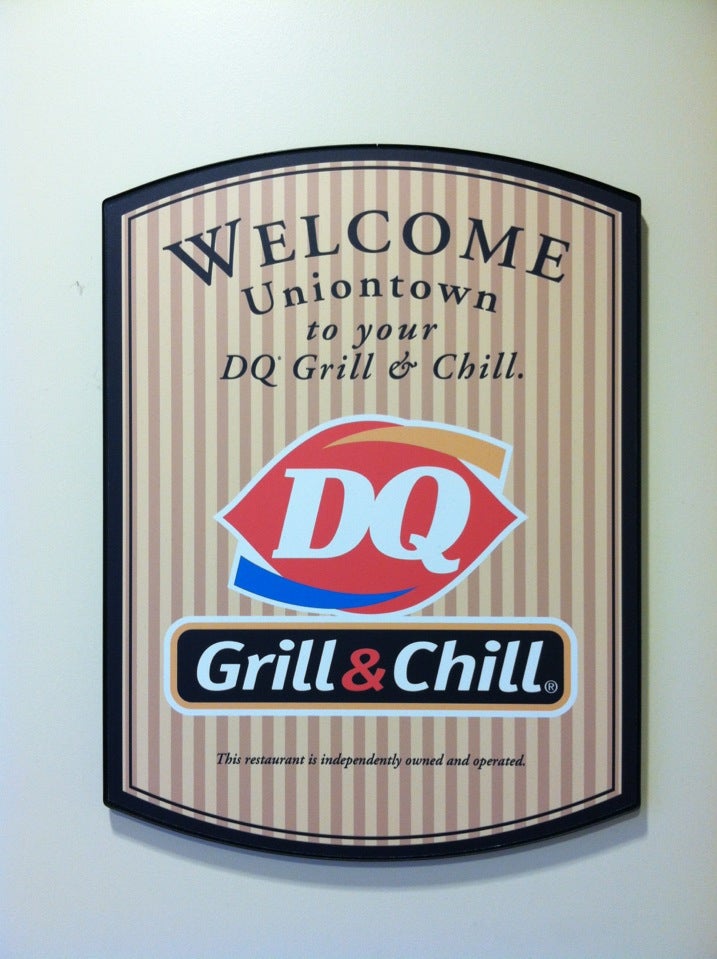 WELCOME
Uniontown
to your
DQ® Grill & Chill.
DQ
Grill & Chill®
This restaurant is independently owned and operated.